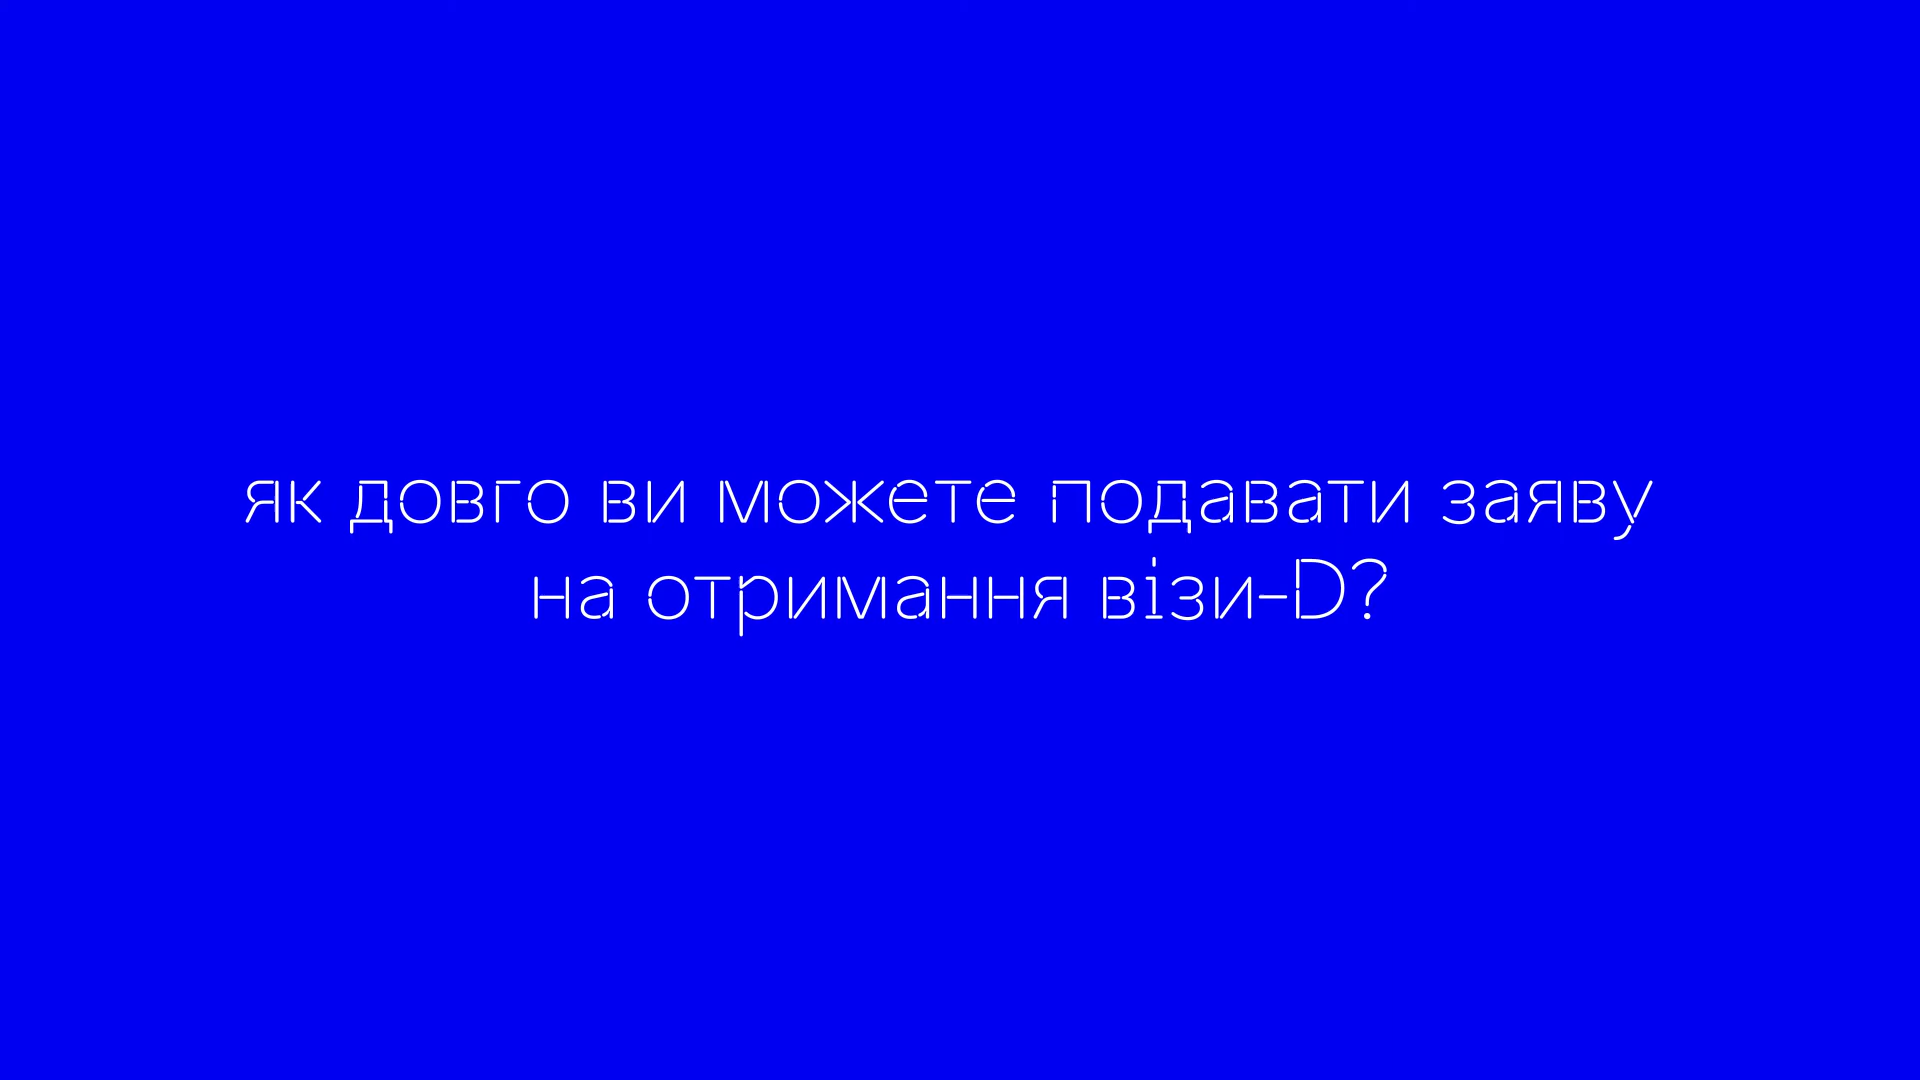 як довго ви можете подавати заяву
на отримання візи-D?